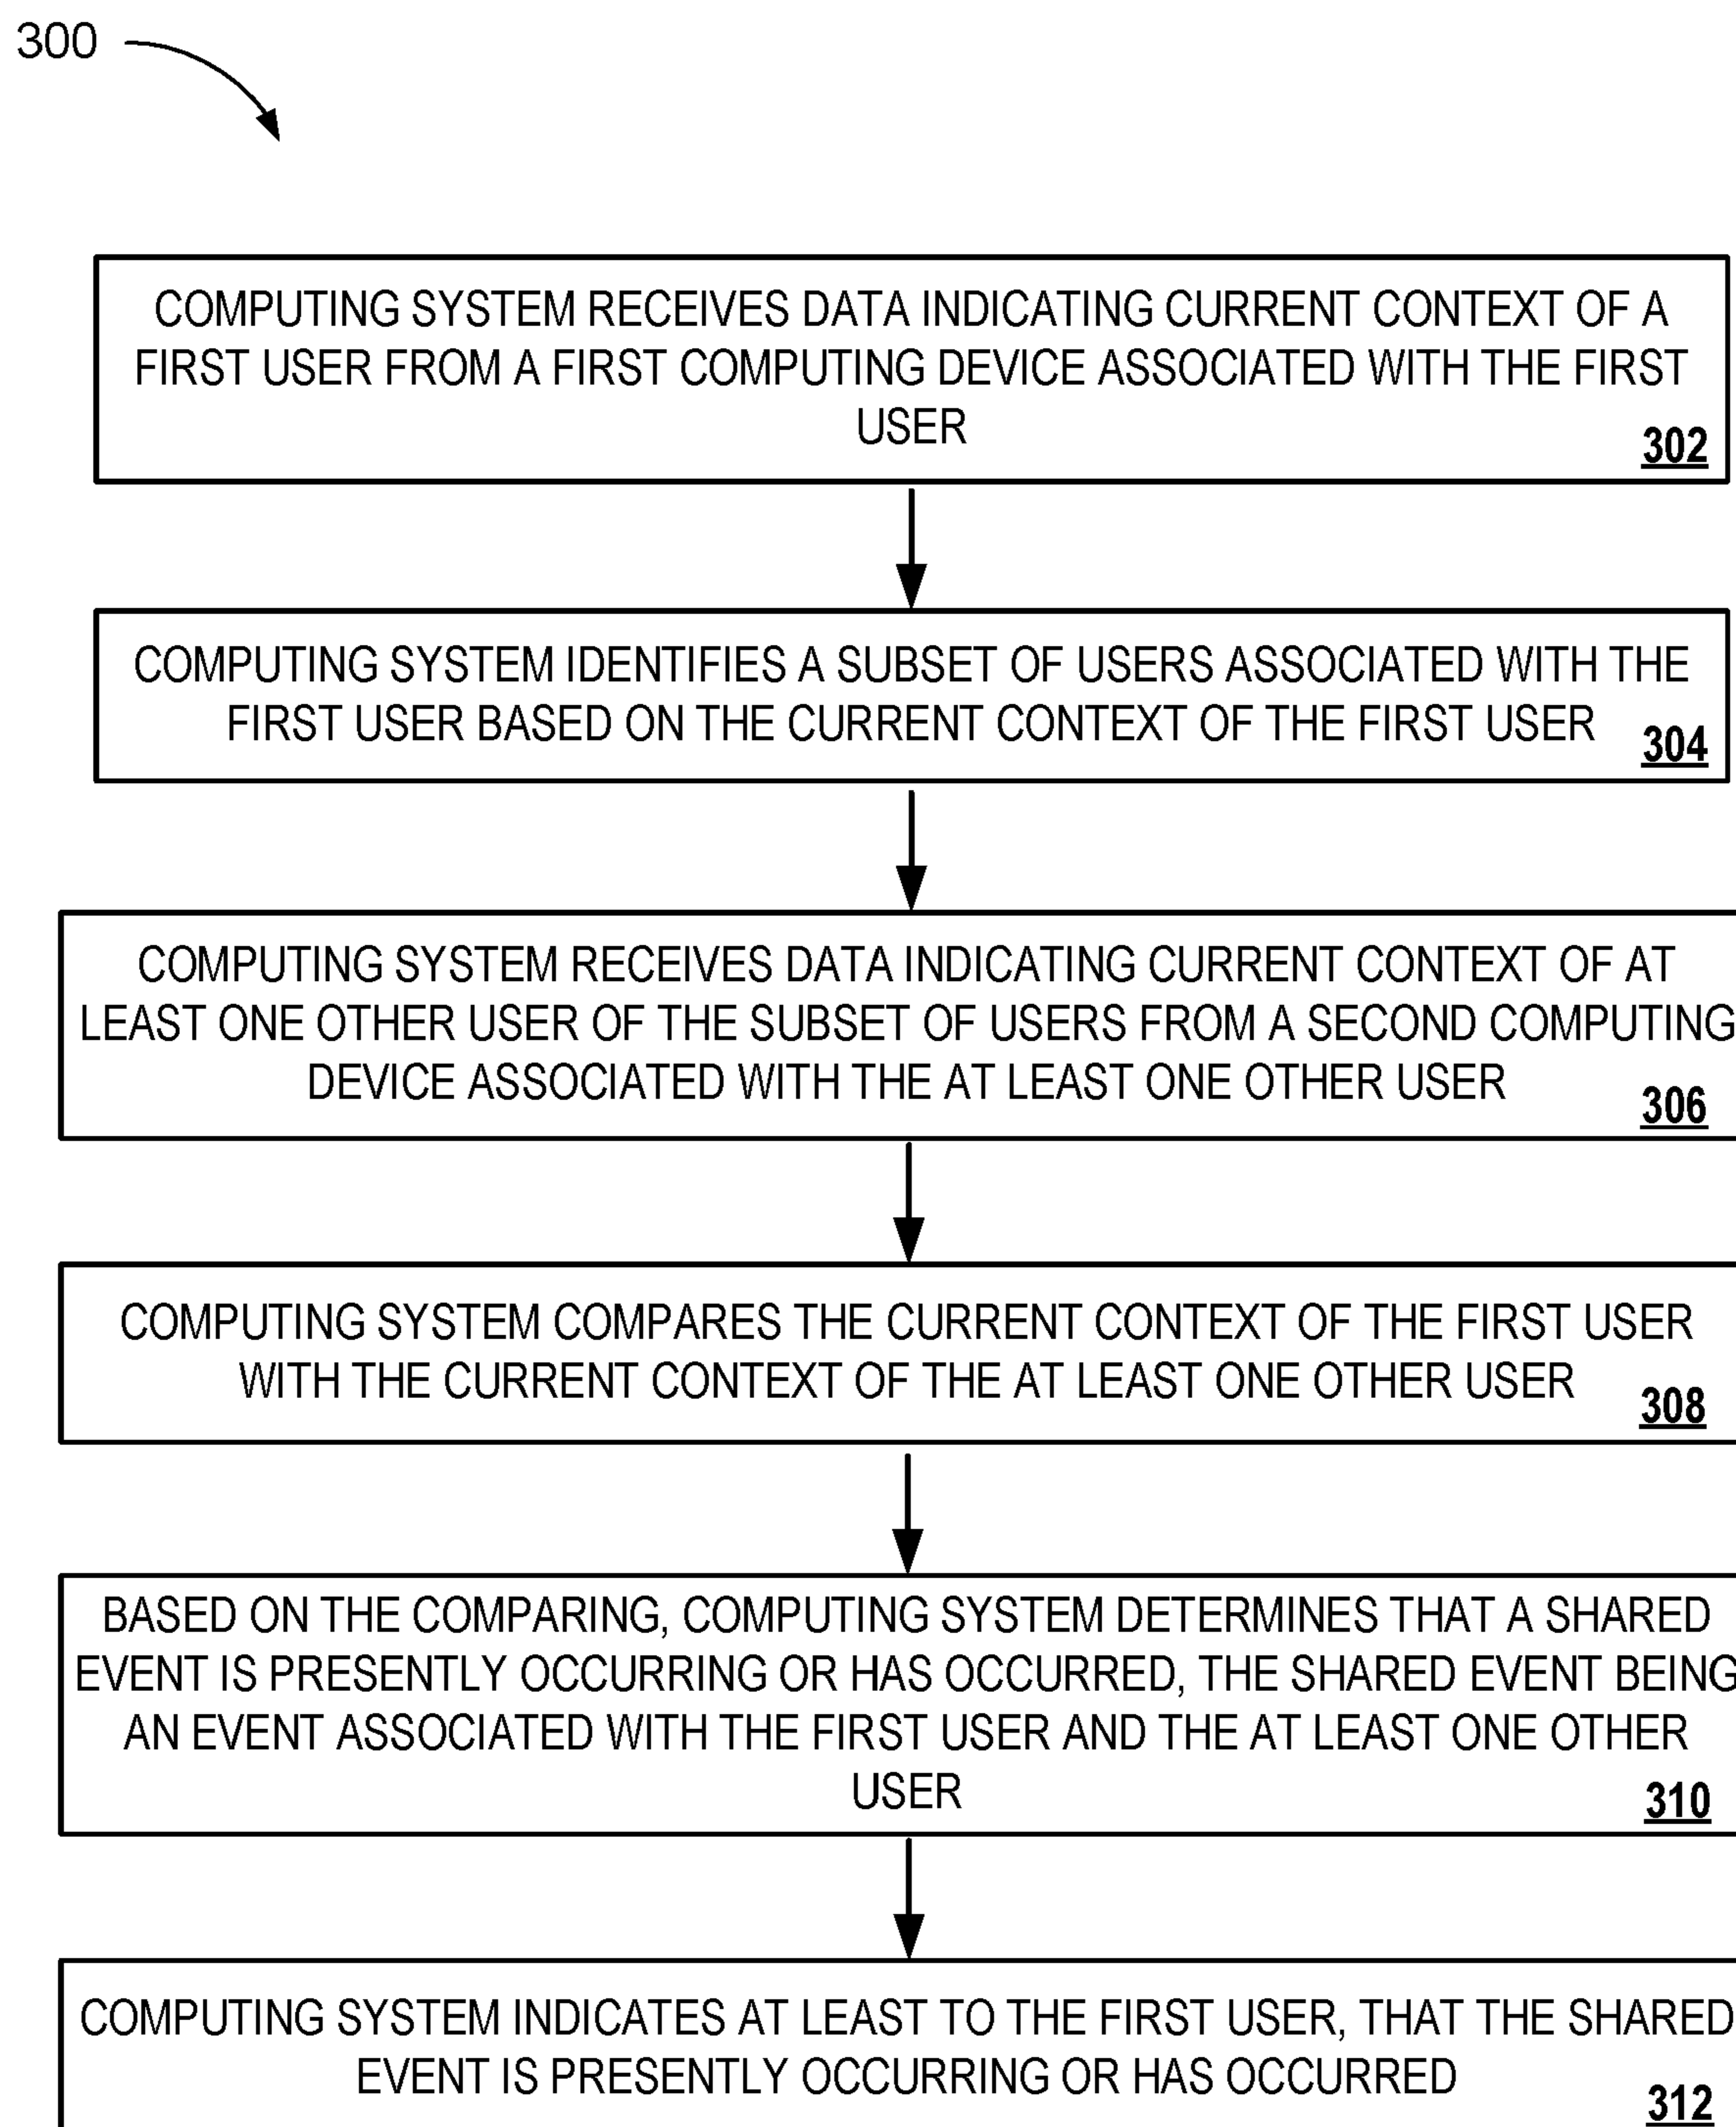 300
COMPUTING SYSTEM RECEIVES DATA INDICATING CURRENT CONTEXT OF A
FIRST USER FROM A FIRST COMPUTING DEVICE ASSOCIATED WITH THE FIRST
USER
302
COMPUTING SYSTEM IDENTIFIES A SUBSET OF USERS ASSOCIATED WITH THE
FIRST USER BASED ON THE CURRENT CONTEXT OF THE FIRST USER
304
COMPUTING SYSTEM RECEIVES DATA INDICATING CURRENT CONTEXT OF AT
LEAST ONE OTHER USER OF THE SUBSET OF USERS FROM A SECOND COMPUTING
DEVICE ASSOCIATED WITH THE AT LEAST ONE OTHER USER
306
COMPUTING SYSTEM COMPARES THE CURRENT CONTEXT OF THE FIRST USER
WITH THE CURRENT CONTEXT OF THE AT LEAST ONE OTHER USER
308
BASED ON THE COMPARING, COMPUTING SYSTEM DETERMINES THAT A SHARED
EVENT IS PRESENTLY OCCURRING OR HAS OCCURRED, THE SHARED EVENT BEING
AN EVENT ASSOCIATED WITH THE FIRST USER AND THE AT LEAST ONE OTHER
USER
310
COMPUTING SYSTEM INDICATES AT LEAST TO THE FIRST USER, THAT THE SHARED
EVENT IS PRESENTLY OCCURRING OR HAS OCCURRED
312